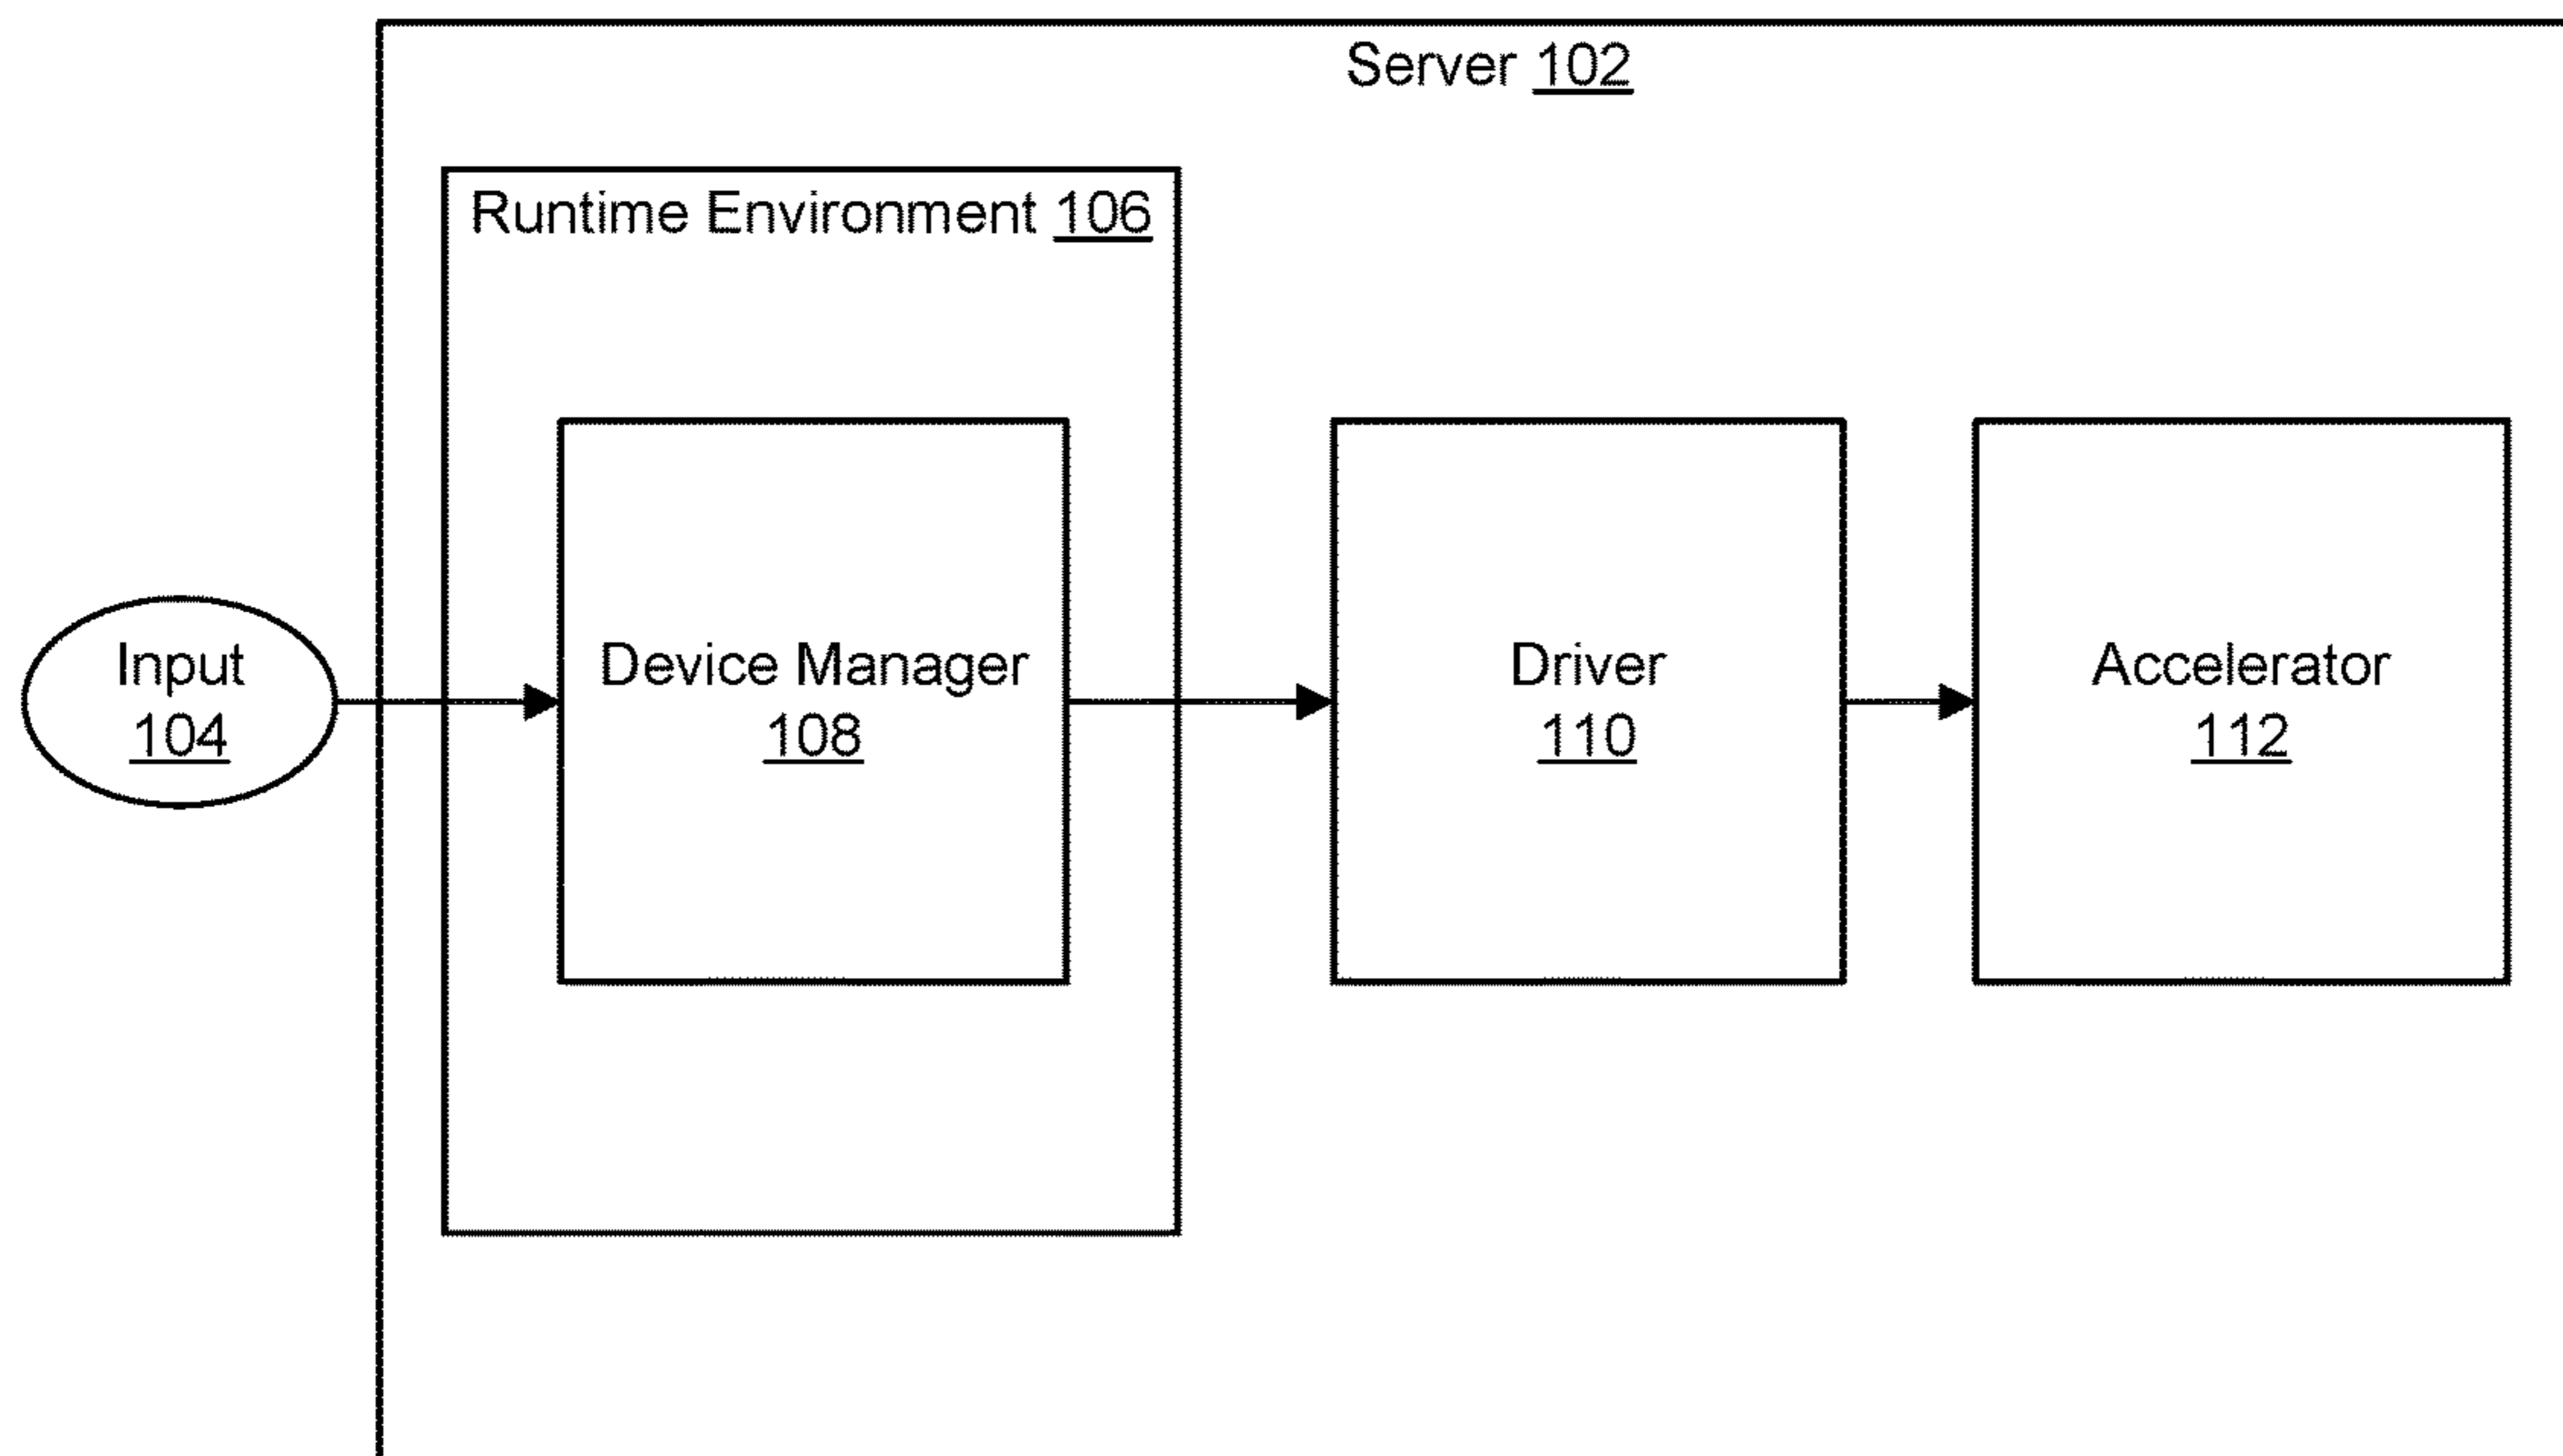 Server 102
Runtime Environment 106
Input
104
Device Manager
108
Driver
110
Accelerator
112